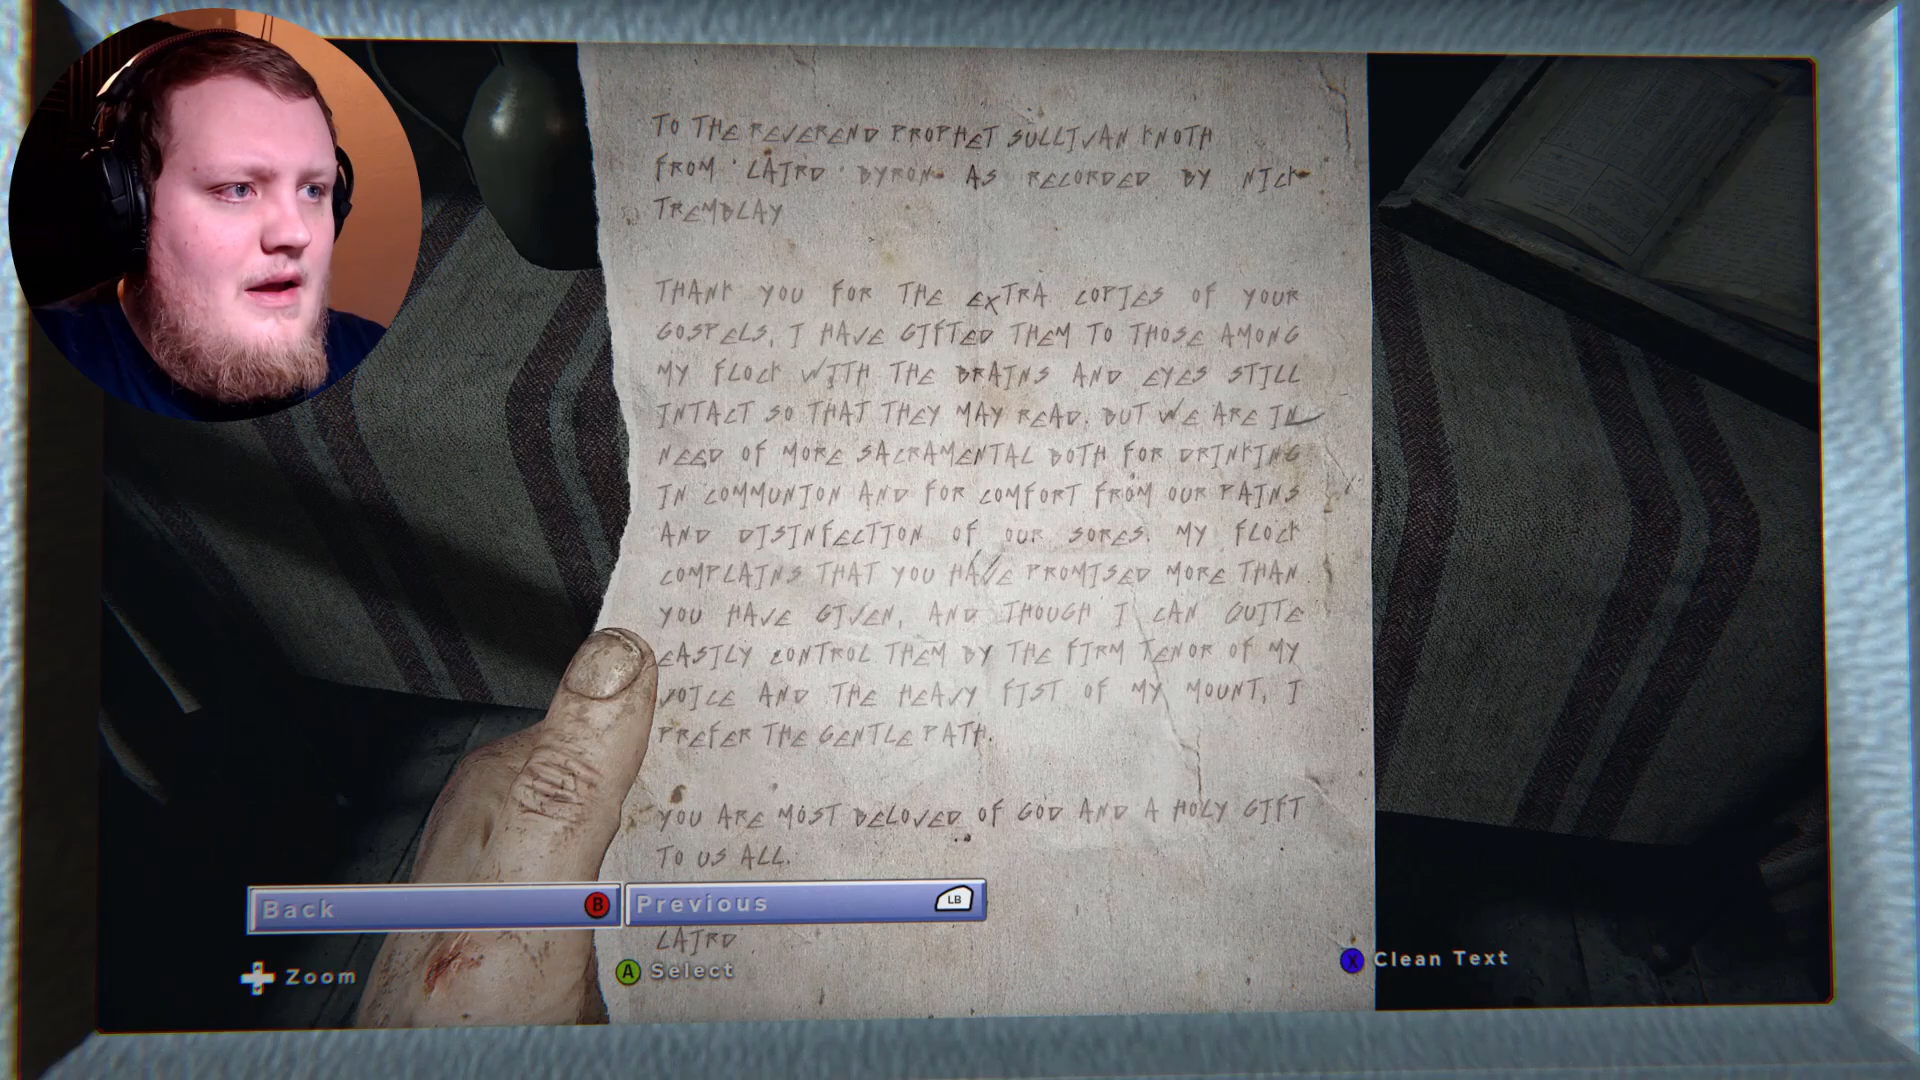 TO THE REVEREND PROPHET SULLIVAN KNOTH
FROM LAIRD BYRON AS RECORDED BY NICK
TREMBLAY
THANK YOU FOR THE EXTRA COPIES OF YOUR
GOSPELS, I HAVE GIFTED THEM TO THOSE AMONG
MY FLOCK WITH THE BRAINS AND EYES STILL
INTACT SO THAT THEY MAY READ. BUT WE ARE IN
NEED OF MORE SACRAMENTAL BOTH FOR DRINKING
IN COMMUNION AND FOR COMFORT FROM OUR PAINS
AND DISINFECTION OF OUR SORES. MY FLOCK
COMPLAINS THAT YOU HAVE PROMISED MORE THAN
YOU HAVE GIVEN, AND THOUGH I CAN QUITE
EASILY CONTROL THEM BY THE FIRM TENOR OF MY
VOICE AND THE HEAVY FIST OF MY MOUNT, I
PREFER THE GENTLE PATH.
YOU ARE MOST BELOVED OF GOD AND A HOLY GIFT
TO US ALL.
Back B Previous LB
LAIRD
Zoom A Select X Clean Text